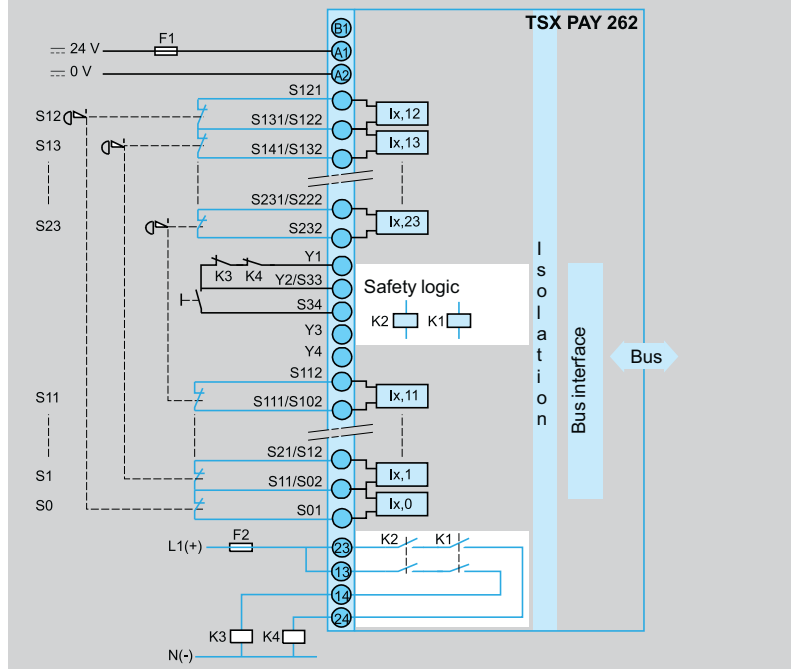 TSX PAY 262
B1
F1
24 V
A1
0 V
A2
S121
S12
Ix,12
S131/S122
S13
Ix,13
S141/S132
S231/S222
S23
Ix,23
S232
Y1
K3 K4
Y2/S33
Safety logic
S34
K2 K1
Y3
Y4
Isolation
Bus interface
Bus
S112
S11
Ix,11
S111/S102
S21/S12
S1
Ix,1
S11/S02
S0
Ix,0
S01
F2
K2 K1
L1(+)
23
13
14
24
K3 K4
N(-)